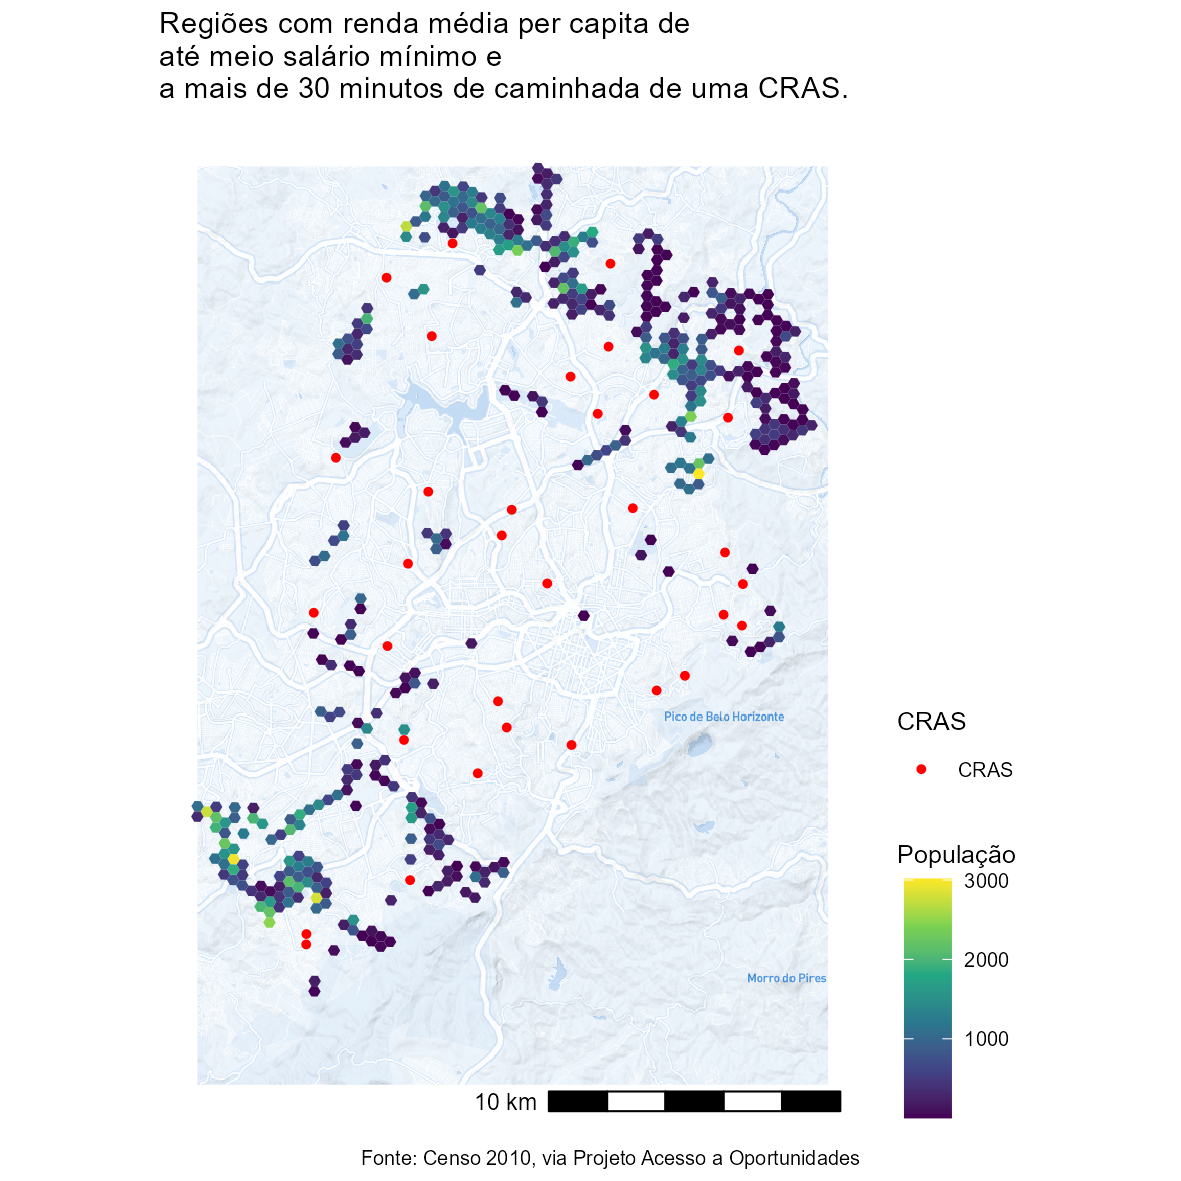 Regiões com renda média per capita de
até meio salário mínimo e
a mais de 30 minutos de caminhada de uma CRAS.
Pico de Balo Horizonte
CRAS
CRAS
População
3000
2000
1000
Morro do Pires
10 km
Fonte: Censo 2010, via Projeto Acesso a Oportunidades